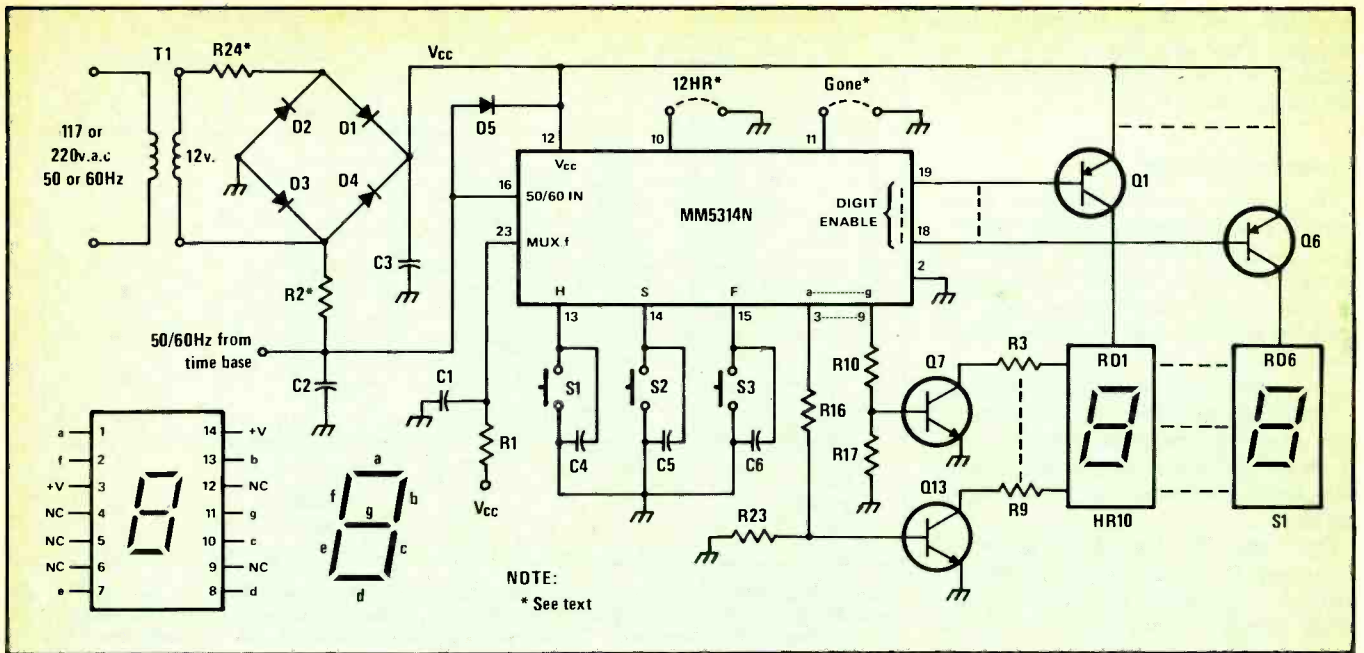 T1
R24*
117 or
220v.a.c
50 or 60Hz
12v.
D2
D1
D3
D4
R2*
C3
50/60Hz from
time base
C2
Vcc
D5
12HR*
Gone*
12
10
11
Vcc
16
50/60 IN
23
MUX f
MM5314N
DIGIT
ENABLE
19
18
2
Q1
Q6
H
S
F
a
g
13
14
15
3
9
C1
R1
Vcc
S1
S2
S3
C4
C5
C6
R16
R10
R17
R23
Q7
Q13
R3
R9
RO1
HR10
RO6
S1
a
1
14
+V
f
2
13
b
+V
3
12
NC
NC
4
11
g
NC
5
10
c
NC
6
9
NC
e
7
8
d
a
f
b
g
e
c
d
NOTE:
* See text